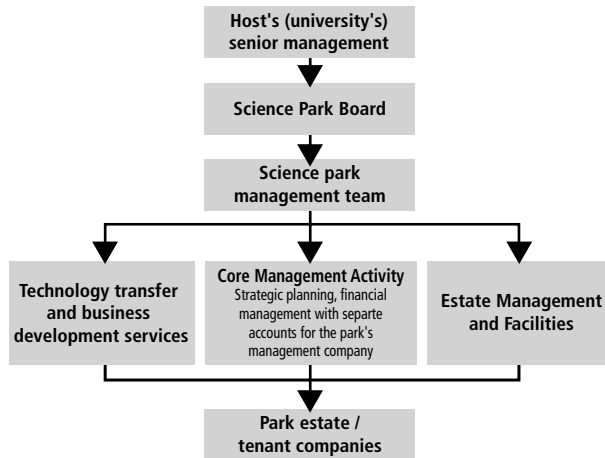 Host's (university's)
senior management
Science Park Board
Science park
management team
Technology transfer
and business
development services
Core Management Activity
Strategic planning, financial
management with separte
accounts for the park's
management company
Estate Management
and Facilities
Park estate /
tenant companies